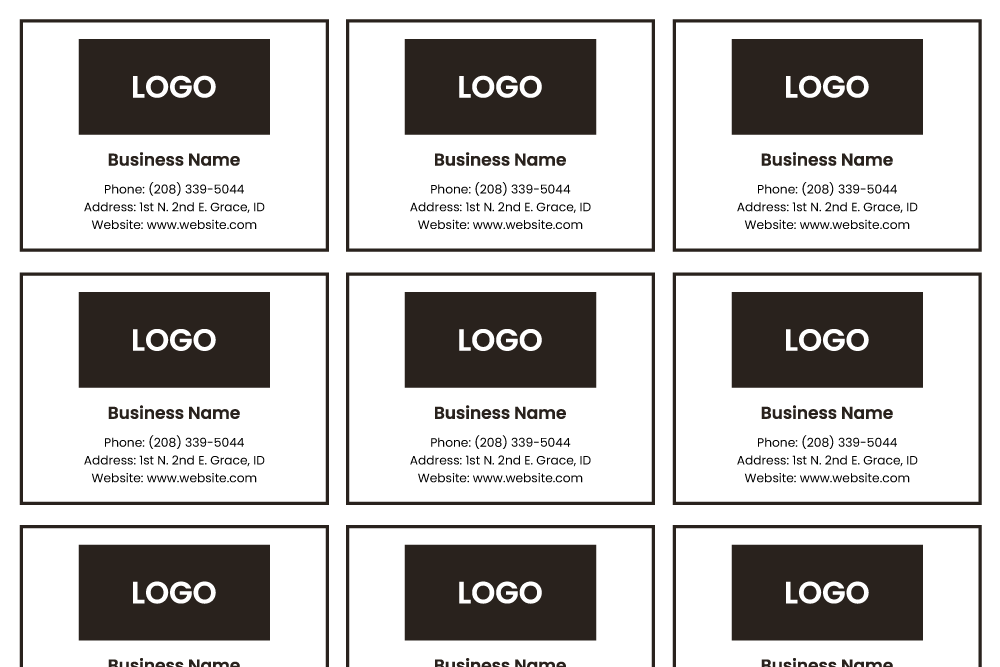 LOGO
Business Name
Phone: (208) 339-5044
Address: 1st N. 2nd E. Grace, ID
Website: www.website.com
LOGO
Business Name
Phone: (208) 339-5044
Address: 1st N. 2nd E. Grace, ID
Website: www.website.com
LOGO
Business Name
Phone: (208) 339-5044
Address: 1st N. 2nd E. Grace, ID
Website: www.website.com
LOGO
Business Name
Phone: (208) 339-5044
Address: 1st N. 2nd E. Grace, ID
Website: www.website.com
LOGO
Business Name
Phone: (208) 339-5044
Address: 1st N. 2nd E. Grace, ID
Website: www.website.com
LOGO
Business Name
Phone: (208) 339-5044
Address: 1st N. 2nd E. Grace, ID
Website: www.website.com
LOGO
Business Name
LOGO
Business Name
LOGO
Business Name